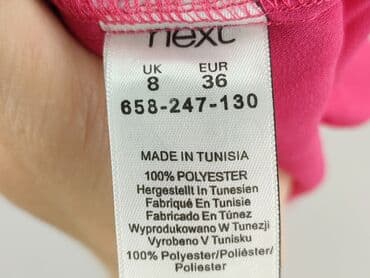 next
UK EUR
8 36
658-247-130
MADE IN TUNISIA
100% POLYESTER
Hergestellt In Tunesien
Fabriqué En Tunisie
Fabricado En Túnez
Wyprodukowano W Tunezji
Vyrobeno V Tunisku
100% Polyester/Poliéster/
Poliester